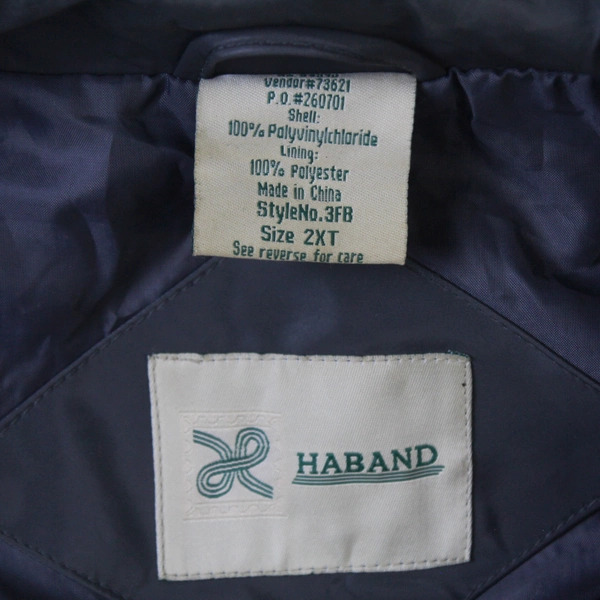 Vendor#73621
P.O.#260701
Shell:
100% Polyvinylchloride
Lining:
100% Polyester
Made in China
StyleNo.3FB
Size 2XT
See reverse for care
HABAND